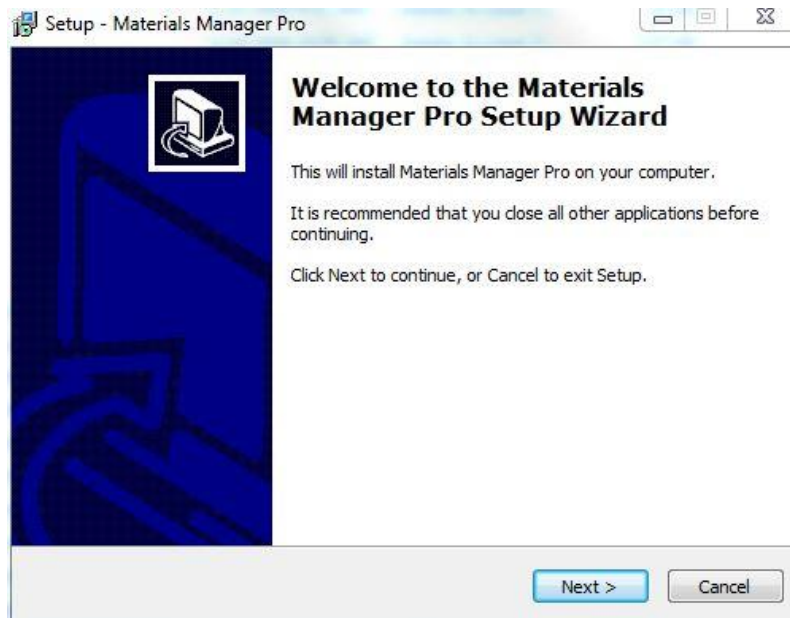 Setup - Materials Manager Pro
Welcome to the Materials
Manager Pro Setup Wizard
This will install Materials Manager Pro on your computer.
It is recommended that you close all other applications before
continuing.
Click Next to continue, or Cancel to exit Setup.
Next >
Cancel